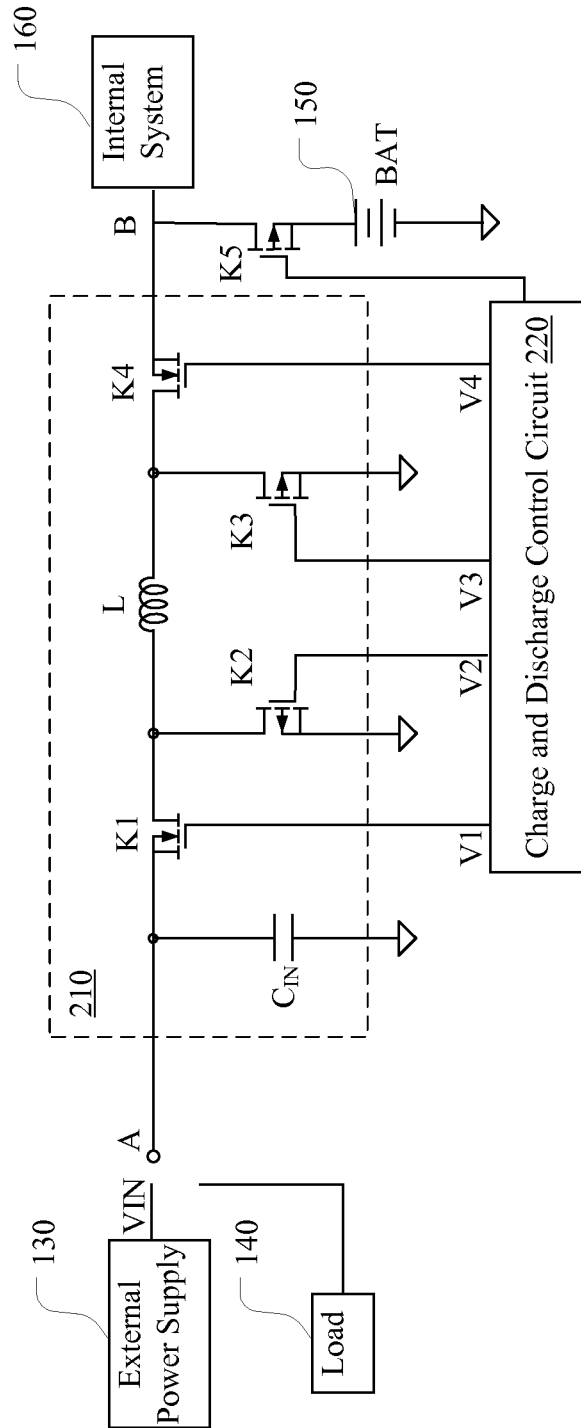 External
Power Supply
130
VIN
A
Load
140
210
C_IN
K1
K2
L
K3
K4
B
K5
Internal
System
160
150
BAT
V1
V2
V3
V4
Charge and Discharge Control Circuit 220